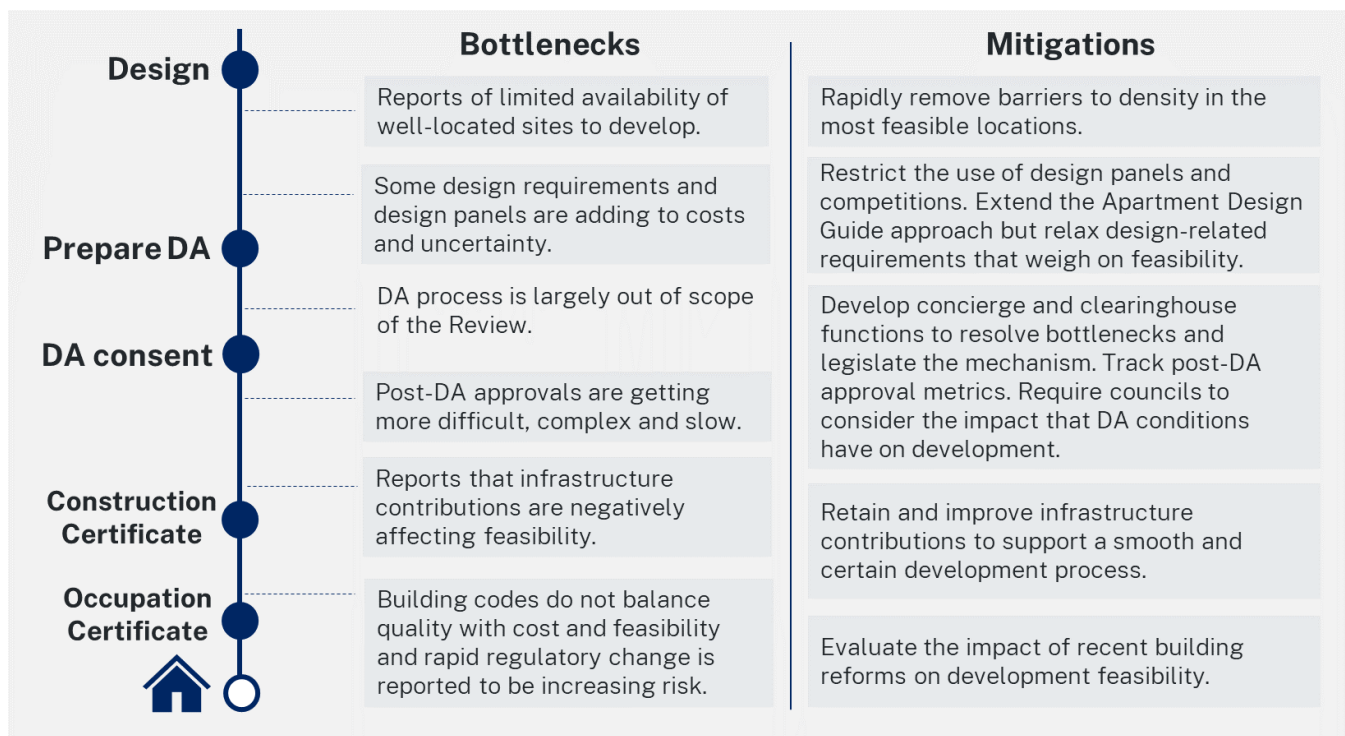 Bottlenecks
Mitigations
Design
Prepare DA
DA consent
Construction
Certificate
Occupation
Certificate
Reports of limited availability of
well-located sites to develop.
Some design requirements and
design panels are adding to costs
and uncertainty.
DA process is largely out of scope
of the Review.
Post-DA approvals are getting
more difficult, complex and slow.
Reports that infrastructure
contributions are negatively
affecting feasibility.
Building codes do not balance
quality with cost and feasibility
and rapid regulatory change is
reported to be increasing risk.
Rapidly remove barriers to density in the
most feasible locations.
Restrict the use of design panels and
competitions. Extend the Apartment Design
Guide approach but relax design-related
requirements that weigh on feasibility.
Develop concierge and clearinghouse
functions to resolve bottlenecks and
legislate the mechanism. Track post-DA
approval metrics. Require councils to
consider the impact that DA conditions
have on development.
Retain and improve infrastructure
contributions to support a smooth and
certain development process.
Evaluate the impact of recent building
reforms on development feasibility.